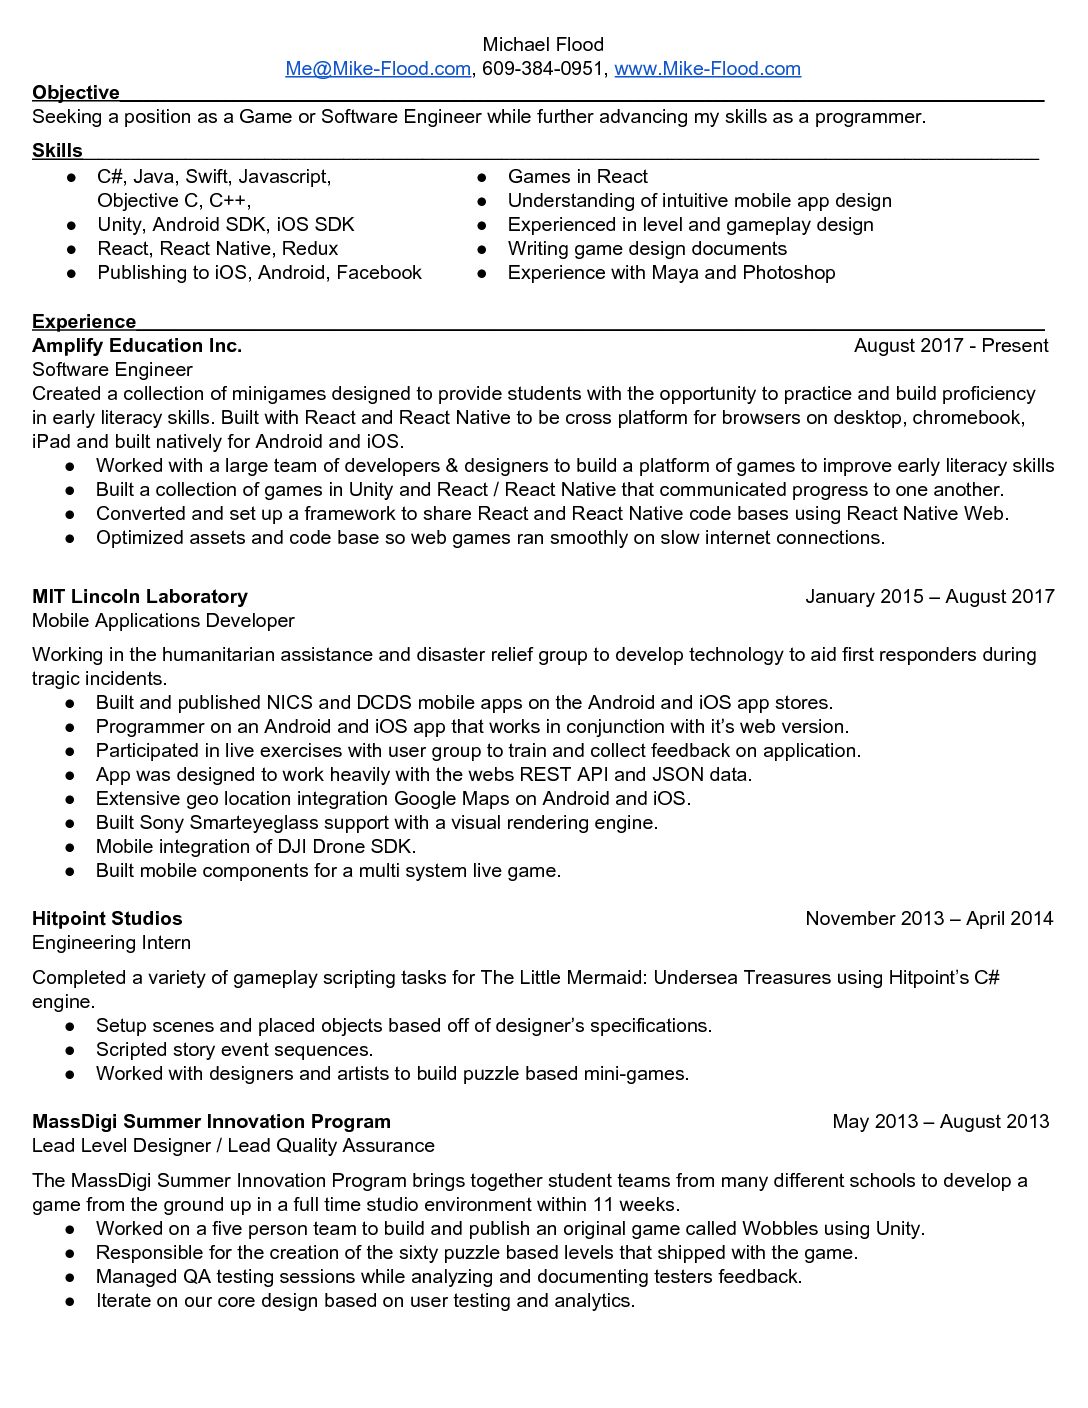 Michael Flood
Me@Mike-Flood.com, 609-384-0951, www.Mike-Flood.com
Objective
Seeking a position as a Game or Software Engineer while further advancing my skills as a programmer.
Skills
● C#, Java, Swift, Javascript,
Objective C, C++,
● Unity, Android SDK, iOS SDK
● React, React Native, Redux
● Publishing to iOS, Android, Facebook
● Games in React
● Understanding of intuitive mobile app design
● Experienced in level and gameplay design
● Writing game design documents
● Experience with Maya and Photoshop
Experience
Amplify Education Inc. August 2017 - Present
Software Engineer
Created a collection of minigames designed to provide students with the opportunity to practice and build proficiency
in early literacy skills. Built with React and React Native to be cross platform for browsers on desktop, chromebook,
iPad and built natively for Android and iOS.
● Worked with a large team of developers & designers to build a platform of games to improve early literacy skills
● Built a collection of games in Unity and React / React Native that communicated progress to one another.
● Converted and set up a framework to share React and React Native code bases using React Native Web.
● Optimized assets and code base so web games ran smoothly on slow internet connections.
MIT Lincoln Laboratory January 2015 – August 2017
Mobile Applications Developer
Working in the humanitarian assistance and disaster relief group to develop technology to aid first responders during
tragic incidents.
● Built and published NICS and DCDS mobile apps on the Android and iOS app stores.
● Programmer on an Android and iOS app that works in conjunction with it's web version.
● Participated in live exercises with user group to train and collect feedback on application.
● App was designed to work heavily with the webs REST API and JSON data.
● Extensive geo location integration Google Maps on Android and iOS.
● Built Sony Smarteyeglass support with a visual rendering engine.
● Mobile integration of DJI Drone SDK.
● Built mobile components for a multi system live game.
Hitpoint Studios November 2013 – April 2014
Engineering Intern
Completed a variety of gameplay scripting tasks for The Little Mermaid: Undersea Treasures using Hitpoint's C#
engine.
● Setup scenes and placed objects based off of designer's specifications.
● Scripted story event sequences.
● Worked with designers and artists to build puzzle based mini-games.
MassDigi Summer Innovation Program May 2013 – August 2013
Lead Level Designer / Lead Quality Assurance
The MassDigi Summer Innovation Program brings together student teams from many different schools to develop a
game from the ground up in a full time studio environment within 11 weeks.
● Worked on a five person team to build and publish an original game called Wobbles using Unity.
● Responsible for the creation of the sixty puzzle based levels that shipped with the game.
● Managed QA testing sessions while analyzing and documenting testers feedback.
● Iterate on our core design based on user testing and analytics.